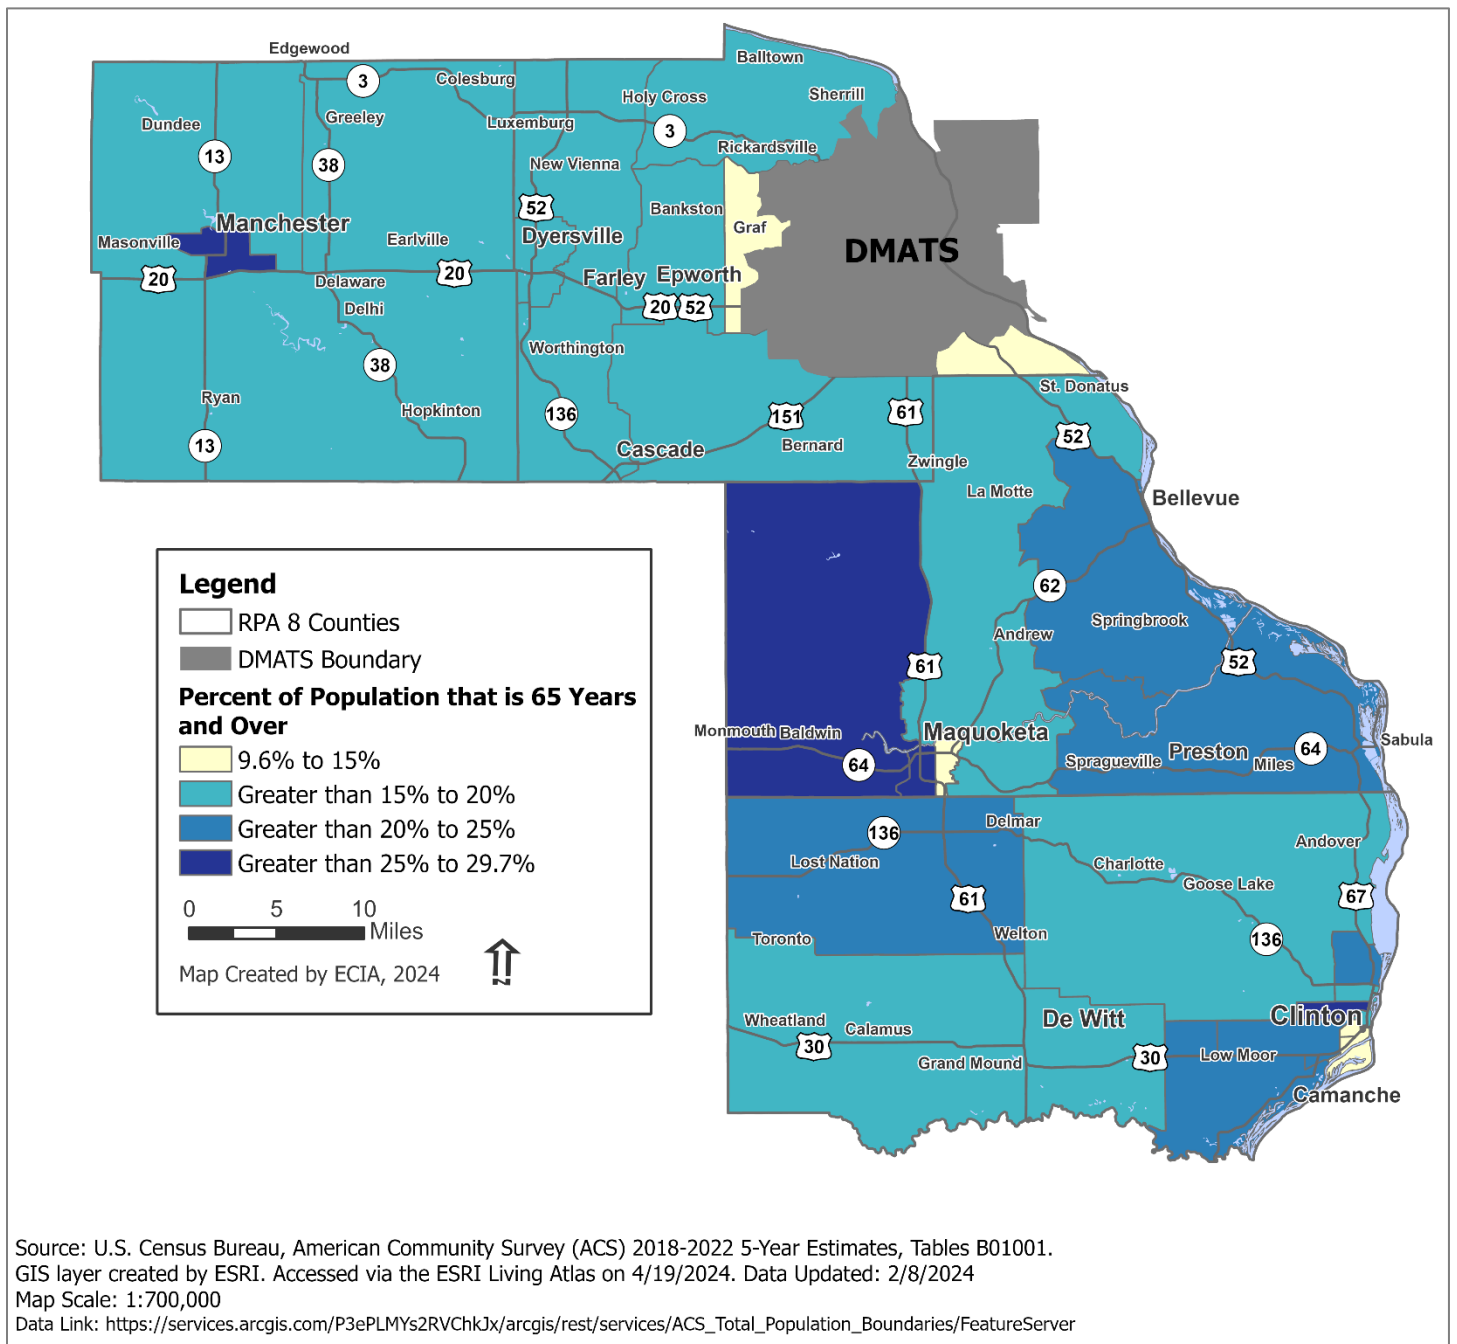 Edgewood
Balltown
3
Colesburg
Holy Cross
Sherrill
Dundee
Greeley
Luxemburg
3
Rickardsville
13
38
New Vienna
52
Bankston
Manchester
Graf
Masonville
Earlville
Dyersville
DMATS
20
Delaware
20
Farley
Epworth
Delhi
20
52
Worthington
38
St. Donatus
Ryan
Hopkinton
136
151
61
13
Cascade
Bernard
52
Zwingle
La Motte
Bellevue
62
Springbrook
Andrew
61
52
Monmouth
Baldwin
Maquoketa
Preston
64
Sabula
64
Spragueville
Miles
136
Delmar
Lost Nation
Charlotte
Andover
Goose Lake
61
67
Toronto
Welton
136
Wheatland
Calamus
De Witt
Clinton
30
Grand Mound
30
Low Moor
Camanche
Legend
RPA 8 Counties
DMATS Boundary
Percent of Population that is 65 Years
and Over
9.6% to 15%
Greater than 15% to 20%
Greater than 20% to 25%
Greater than 25% to 29.7%
0 5 10
Miles
Map Created by ECIA, 2024
N
Source: U.S. Census Bureau, American Community Survey (ACS) 2018-2022 5-Year Estimates, Tables B01001.
GIS layer created by ESRI. Accessed via the ESRI Living Atlas on 4/19/2024. Data Updated: 2/8/2024
Map Scale: 1:700,000
Data Link: https://services.arcgis.com/P3ePLMYs2RVChkJx/arcgis/rest/services/ACS_Total_Population_Boundaries/FeatureServer